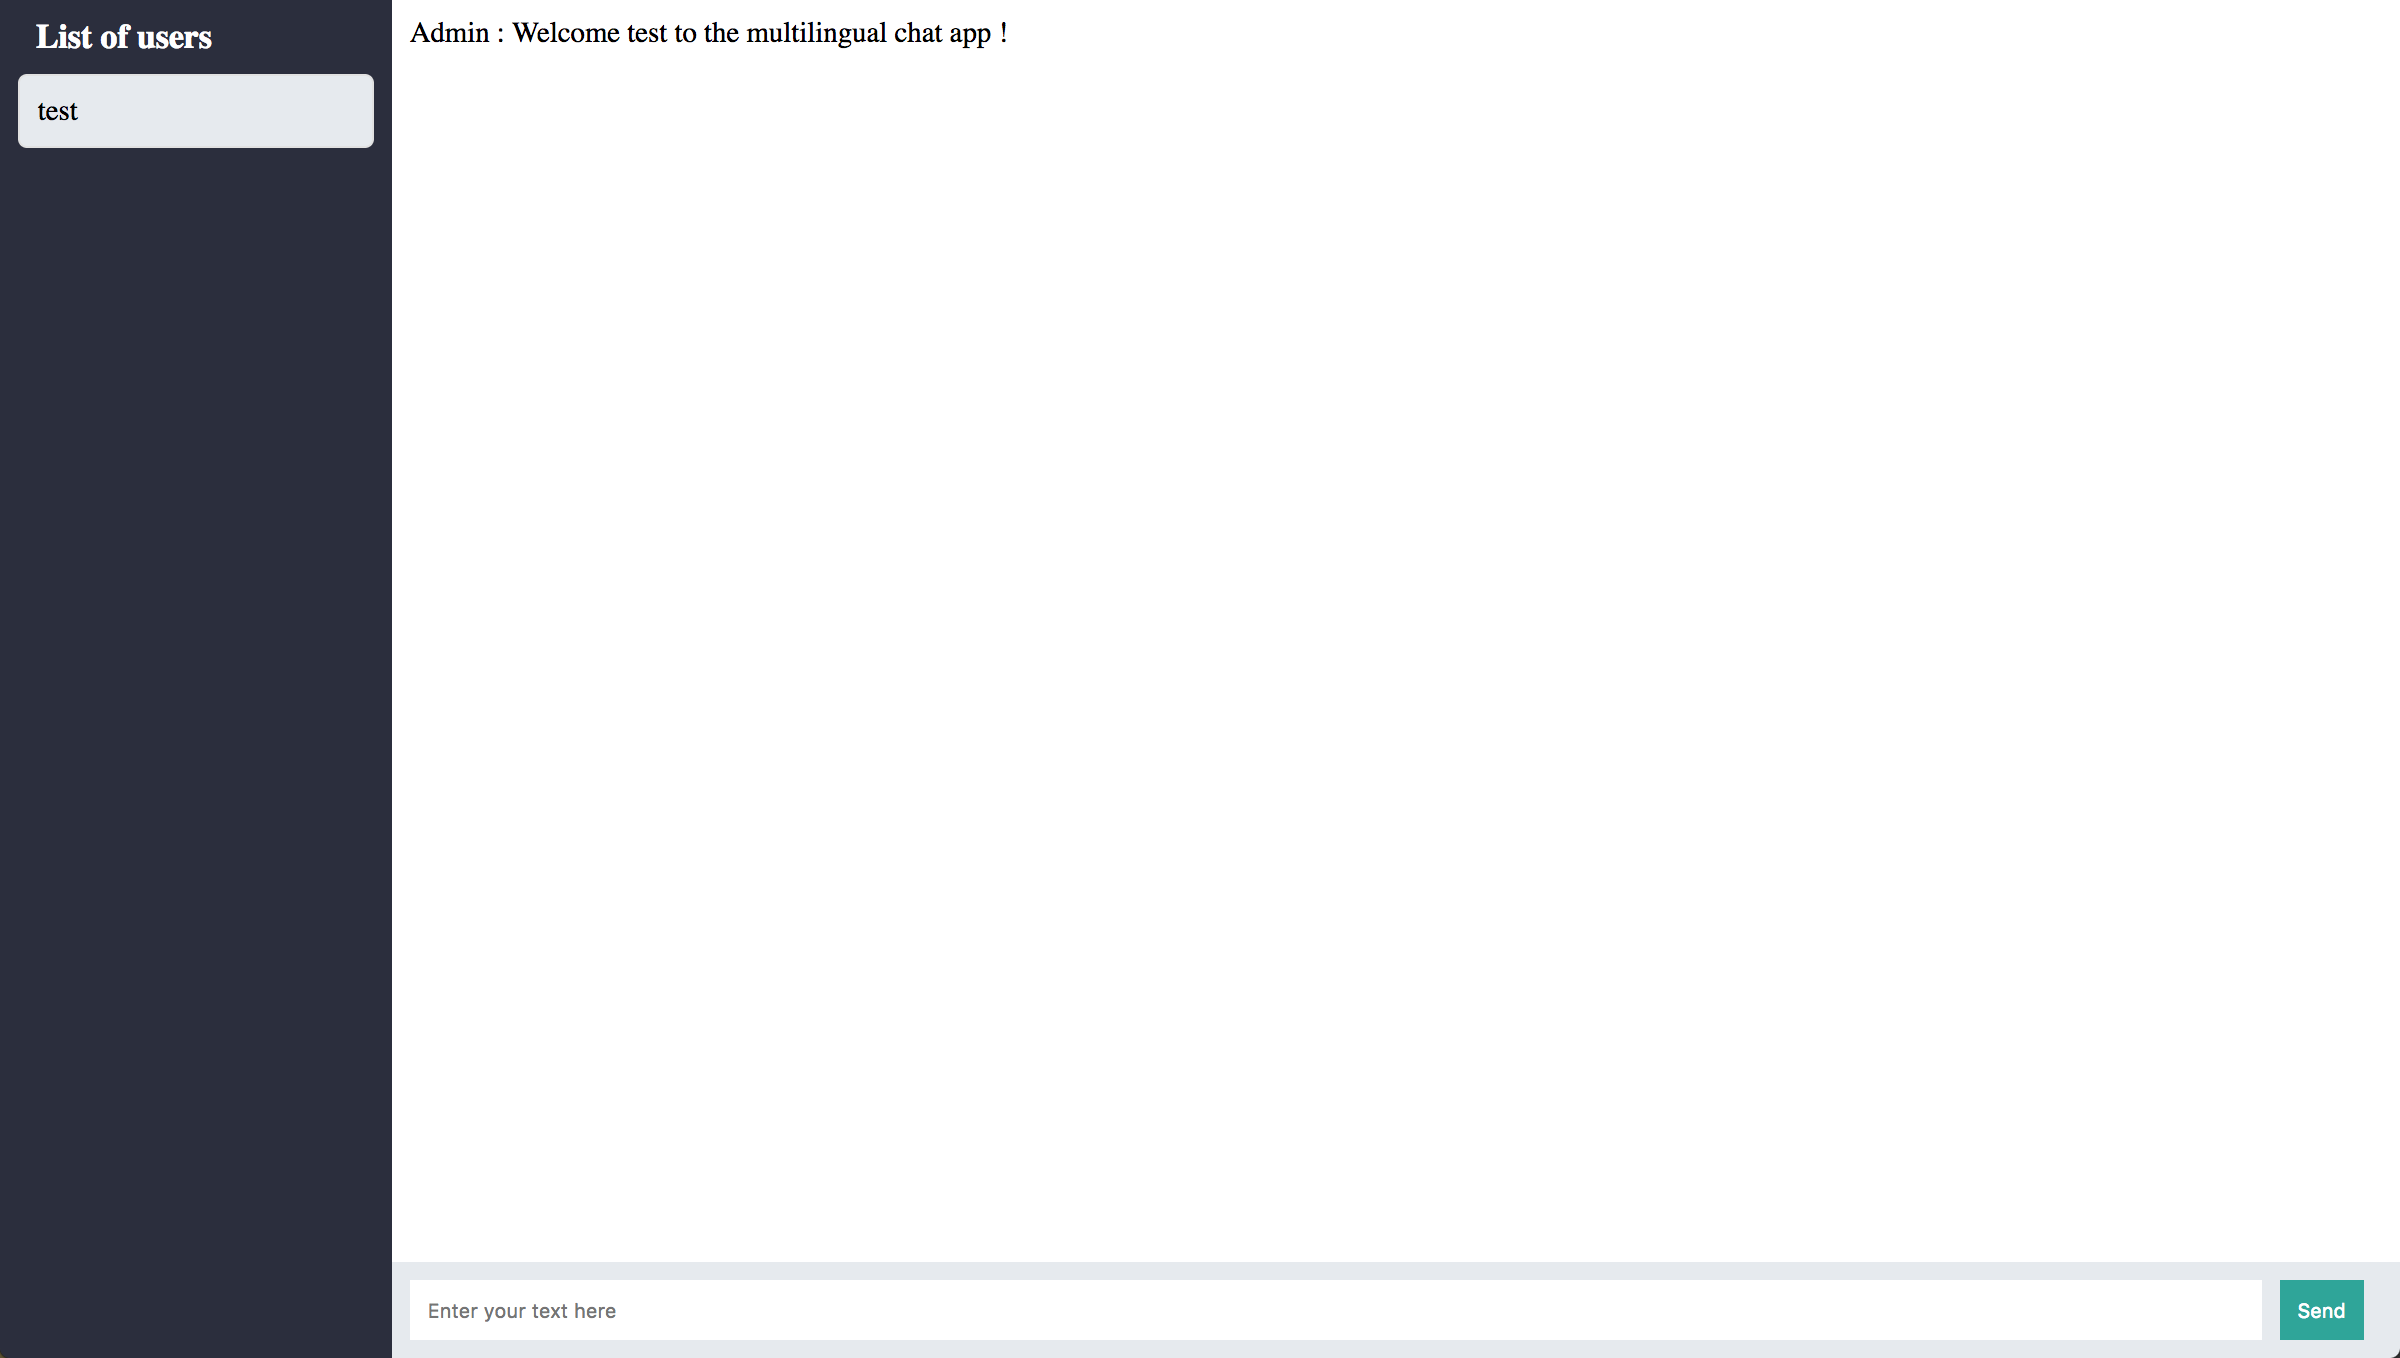 List of users
test
Admin : Welcome test to the multilingual chat app !
Enter your text here
Send